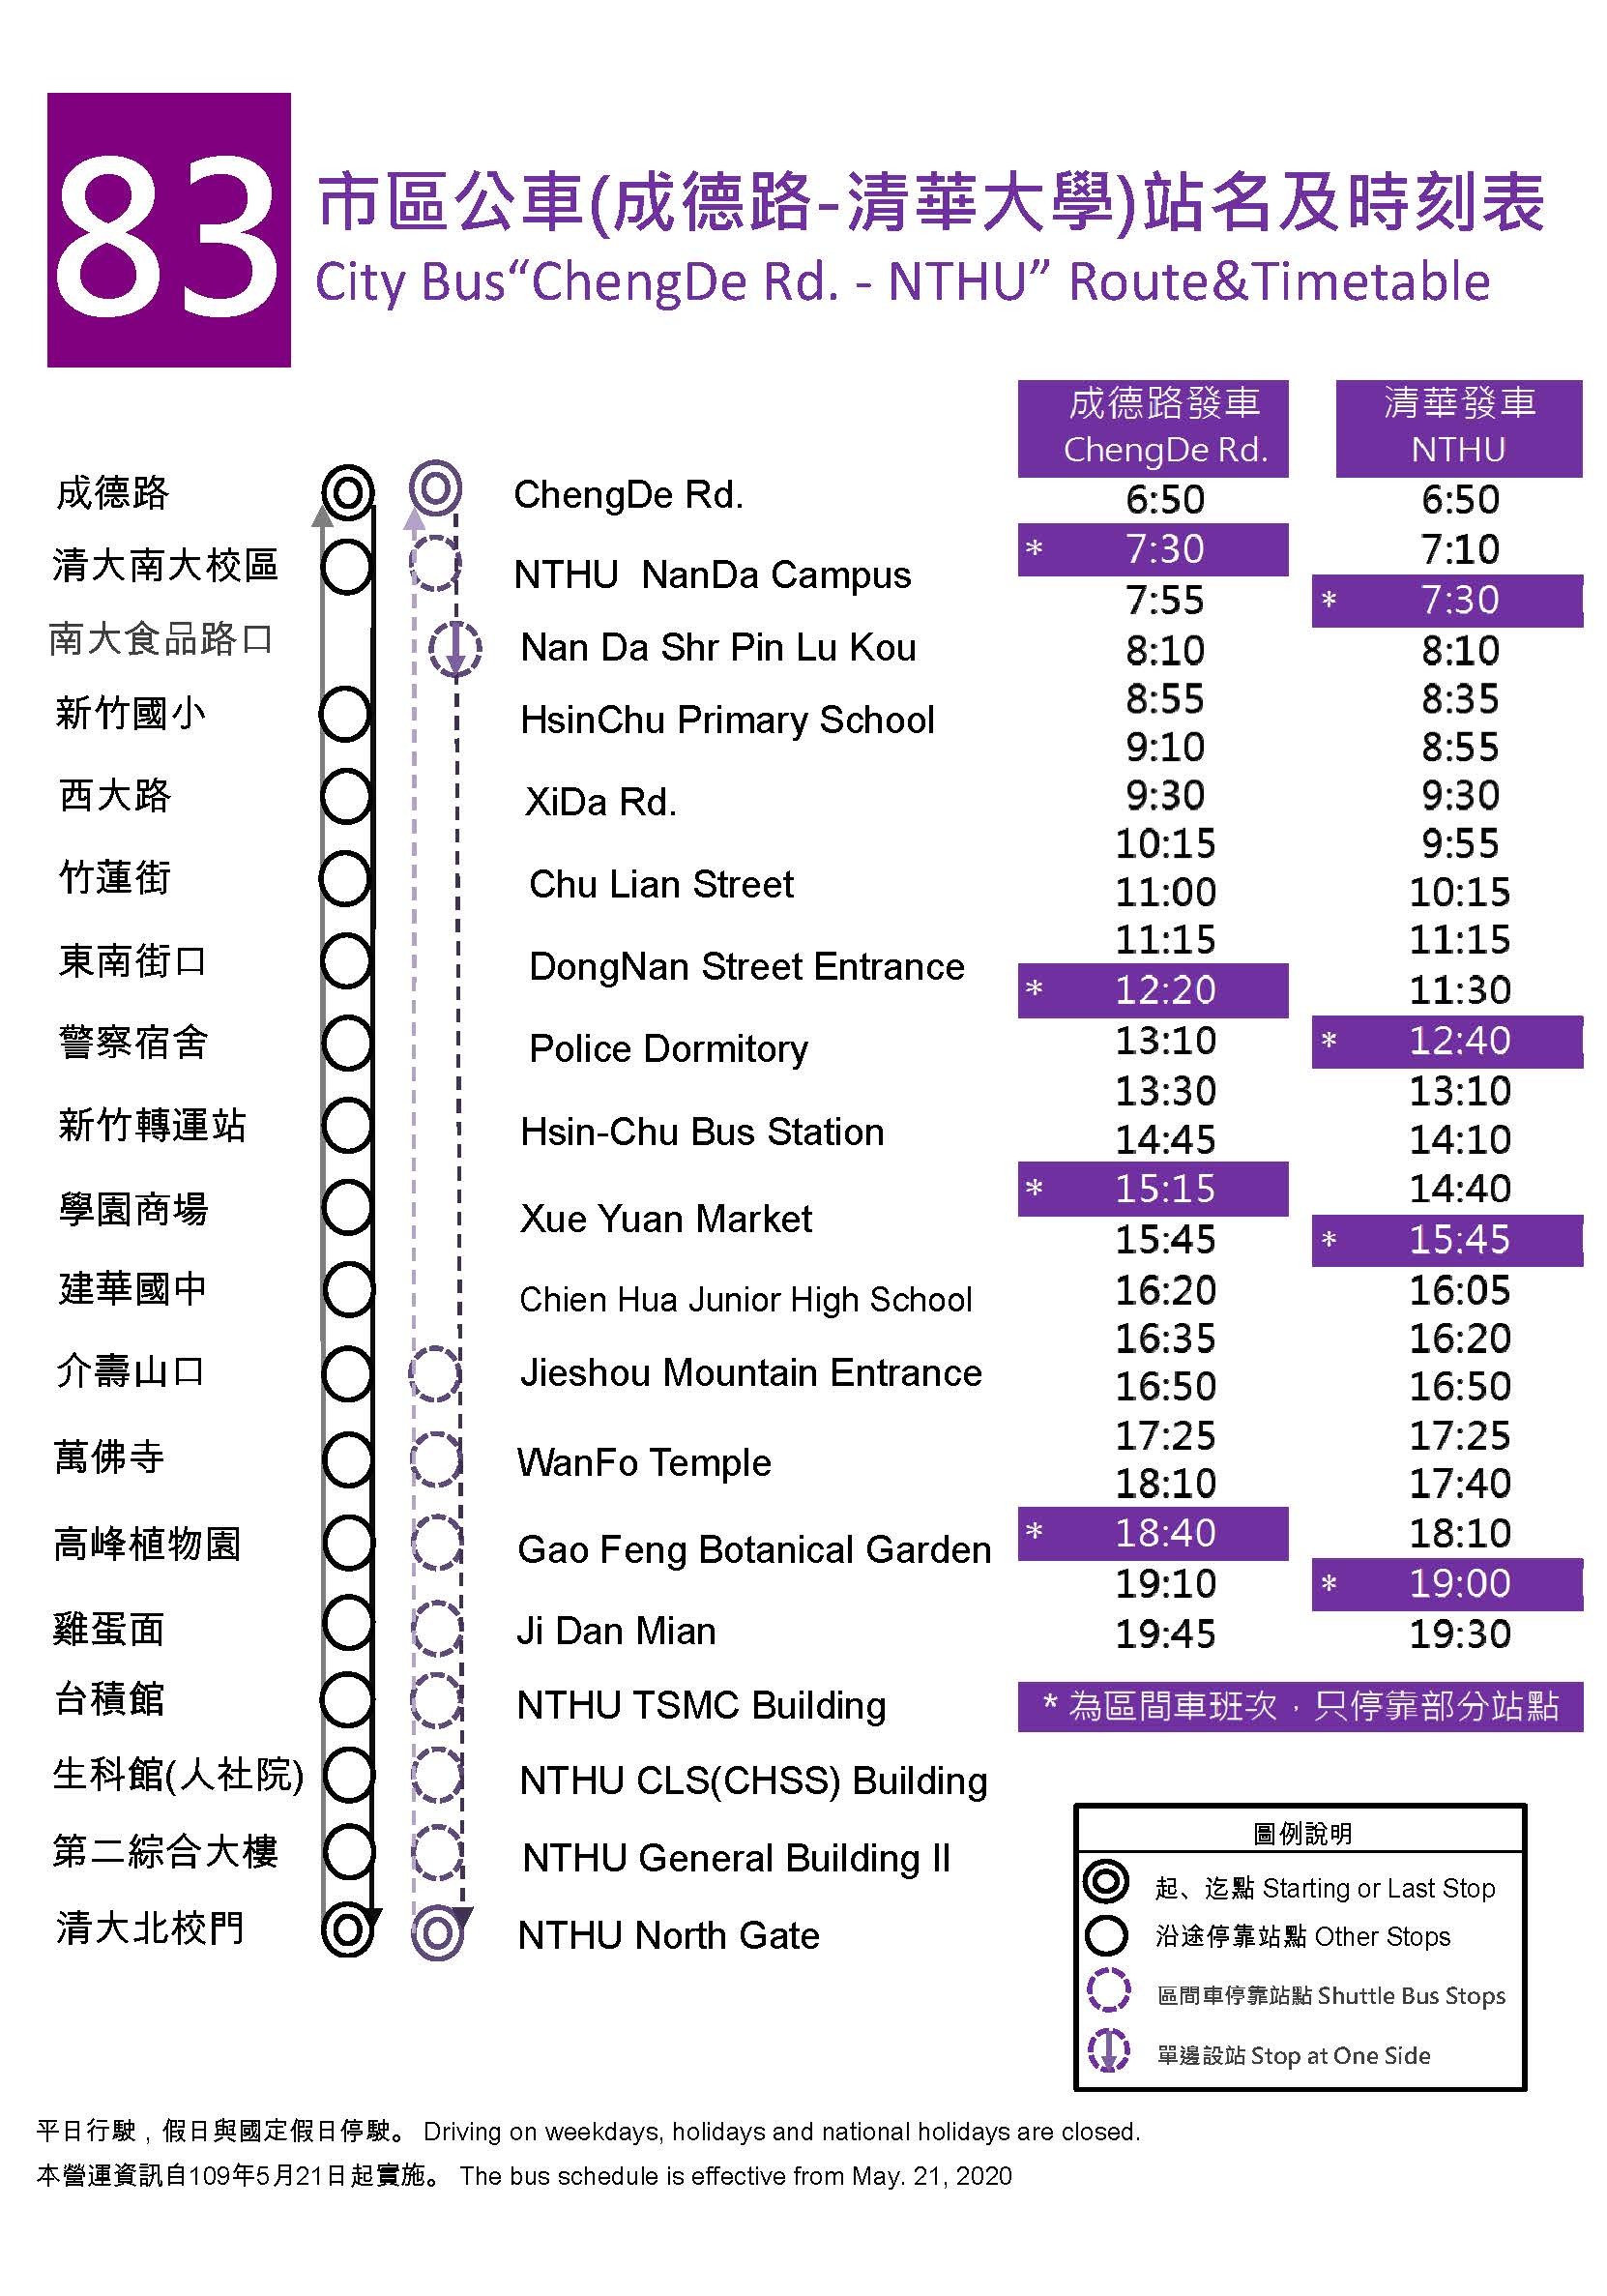 83
市區公車(成德路-清華大學)站名及時刻表
City Bus“ChengDe Rd. - NTHU” Route&Timetable
成德路 ChengDe Rd.
清大南大校區 NTHU NanDa Campus
南大食品路口 Nan Da Shr Pin Lu Kou
新竹國小 HsinChu Primary School
西大路 XiDa Rd.
竹蓮街 Chu Lian Street
東南街口 DongNan Street Entrance
警察宿舍 Police Dormitory
新竹轉運站 Hsin-Chu Bus Station
學園商場 Xue Yuan Market
建華國中 Chien Hua Junior High School
介壽山口 Jieshou Mountain Entrance
萬佛寺 WanFo Temple
高峰植物園 Gao Feng Botanical Garden
雞蛋面 Ji Dan Mian
台積館 NTHU TSMC Building
生科館(人社院) NTHU CLS(CHSS) Building
第二綜合大樓 NTHU General Building II
清大北校門 NTHU North Gate
成德路發車
ChengDe Rd.
6:50
* 7:30
7:55
8:10
8:55
9:10
9:30
10:15
11:00
11:15
* 12:20
13:10
13:30
14:45
* 15:15
15:45
16:20
16:35
16:50
17:25
18:10
* 18:40
19:10
19:45
清華發車
NTHU
6:50
7:10
* 7:30
8:10
8:35
8:55
9:30
9:55
10:15
11:15
11:30
* 12:40
13:10
14:10
14:40
* 15:45
16:05
16:20
16:50
17:25
17:40
18:10
* 19:00
19:30
* 為區間車班次，只停靠部分站點
圖例說明
起、迄點 Starting or Last Stop
沿途停靠站點 Other Stops
區間車停靠站點 Shuttle Bus Stops
單邊設站 Stop at One Side
平日行駛，假日與國定假日停駛。 Driving on weekdays, holidays and national holidays are closed.
本營運資訊自109年5月21日起實施。 The bus schedule is effective from May. 21, 2020